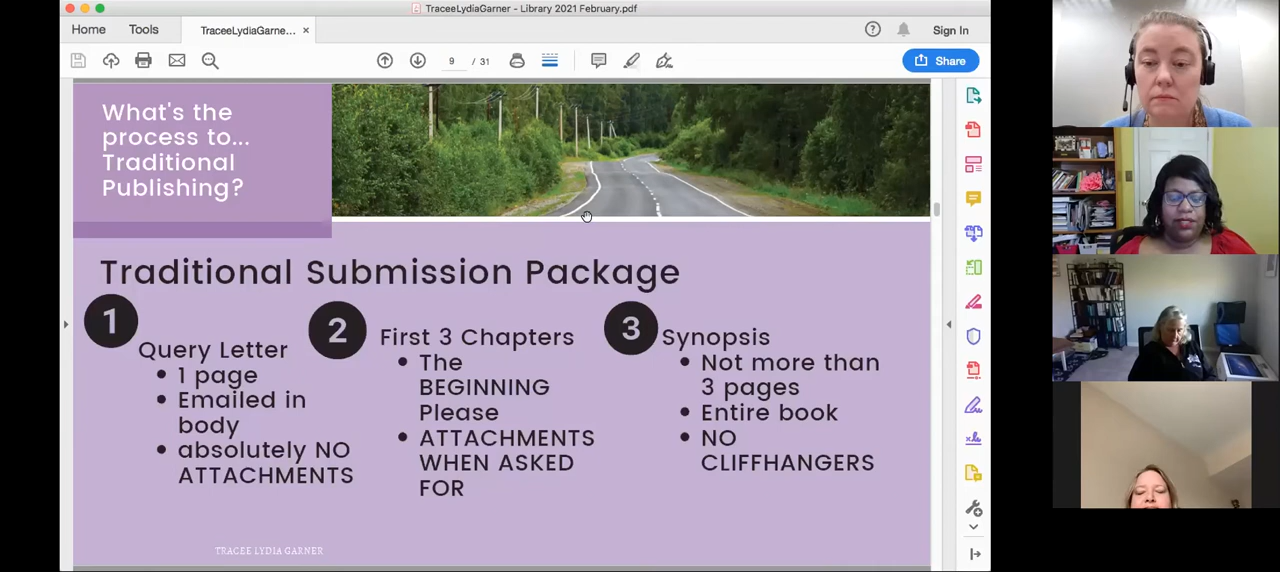 TraceeLydiaGarner - Library 2021 February.pdf
Home
Tools
TraceeLydiaGarne...
Sign In
9 / 31
Share
What's the
process to...
Traditional
Publishing?
Traditional Submission Package
1
Query Letter
1 page
Emailed in
body
absolutely NO
ATTACHMENTS
2
First 3 Chapters
The
BEGINNING
Please
ATTACHMENTS
WHEN ASKED
FOR
3
Synopsis
Not more than
3 pages
Entire book
NO
CLIFFHANGERS
TRACEE LYDIA GARNER